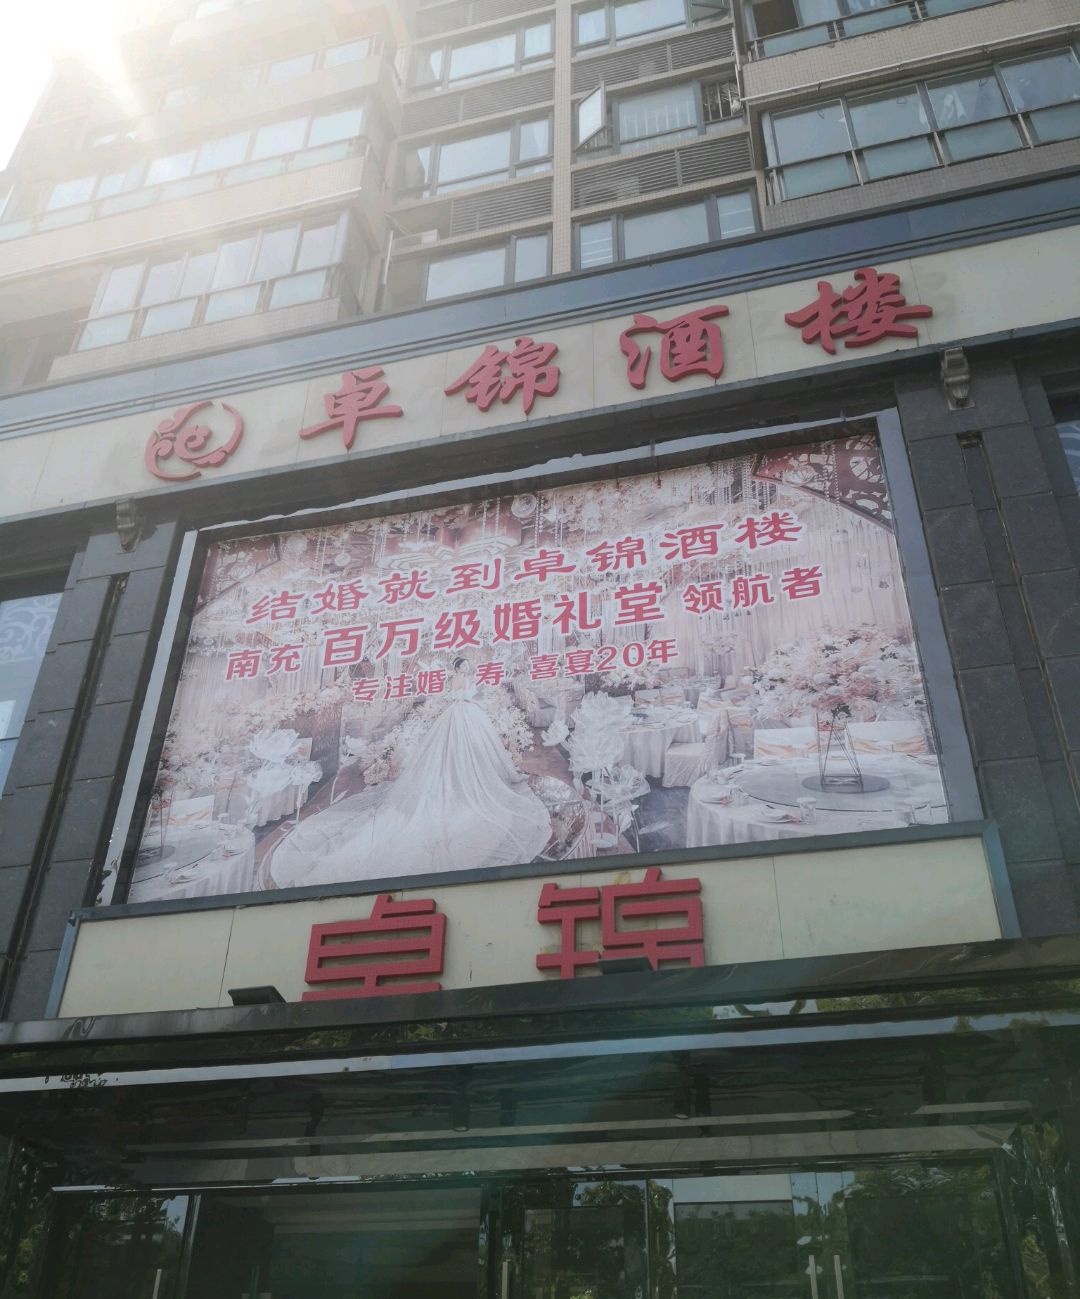 卓锦酒楼
结婚就到卓锦酒楼
南充 百万级婚礼堂 领航者
专注婚 寿 喜宴20年
卓锦